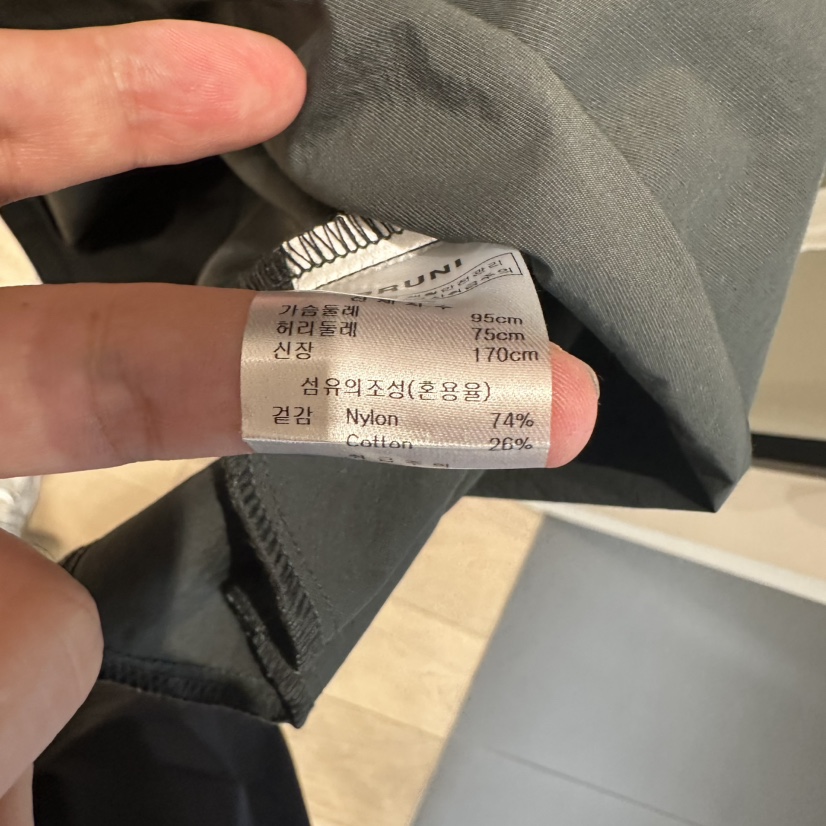 RUNI
가슴둘레 95cm
허리둘레 75cm
신장 170cm
섬유의조성(혼용율)
겉감 Nylon 74%
Cotton 26%